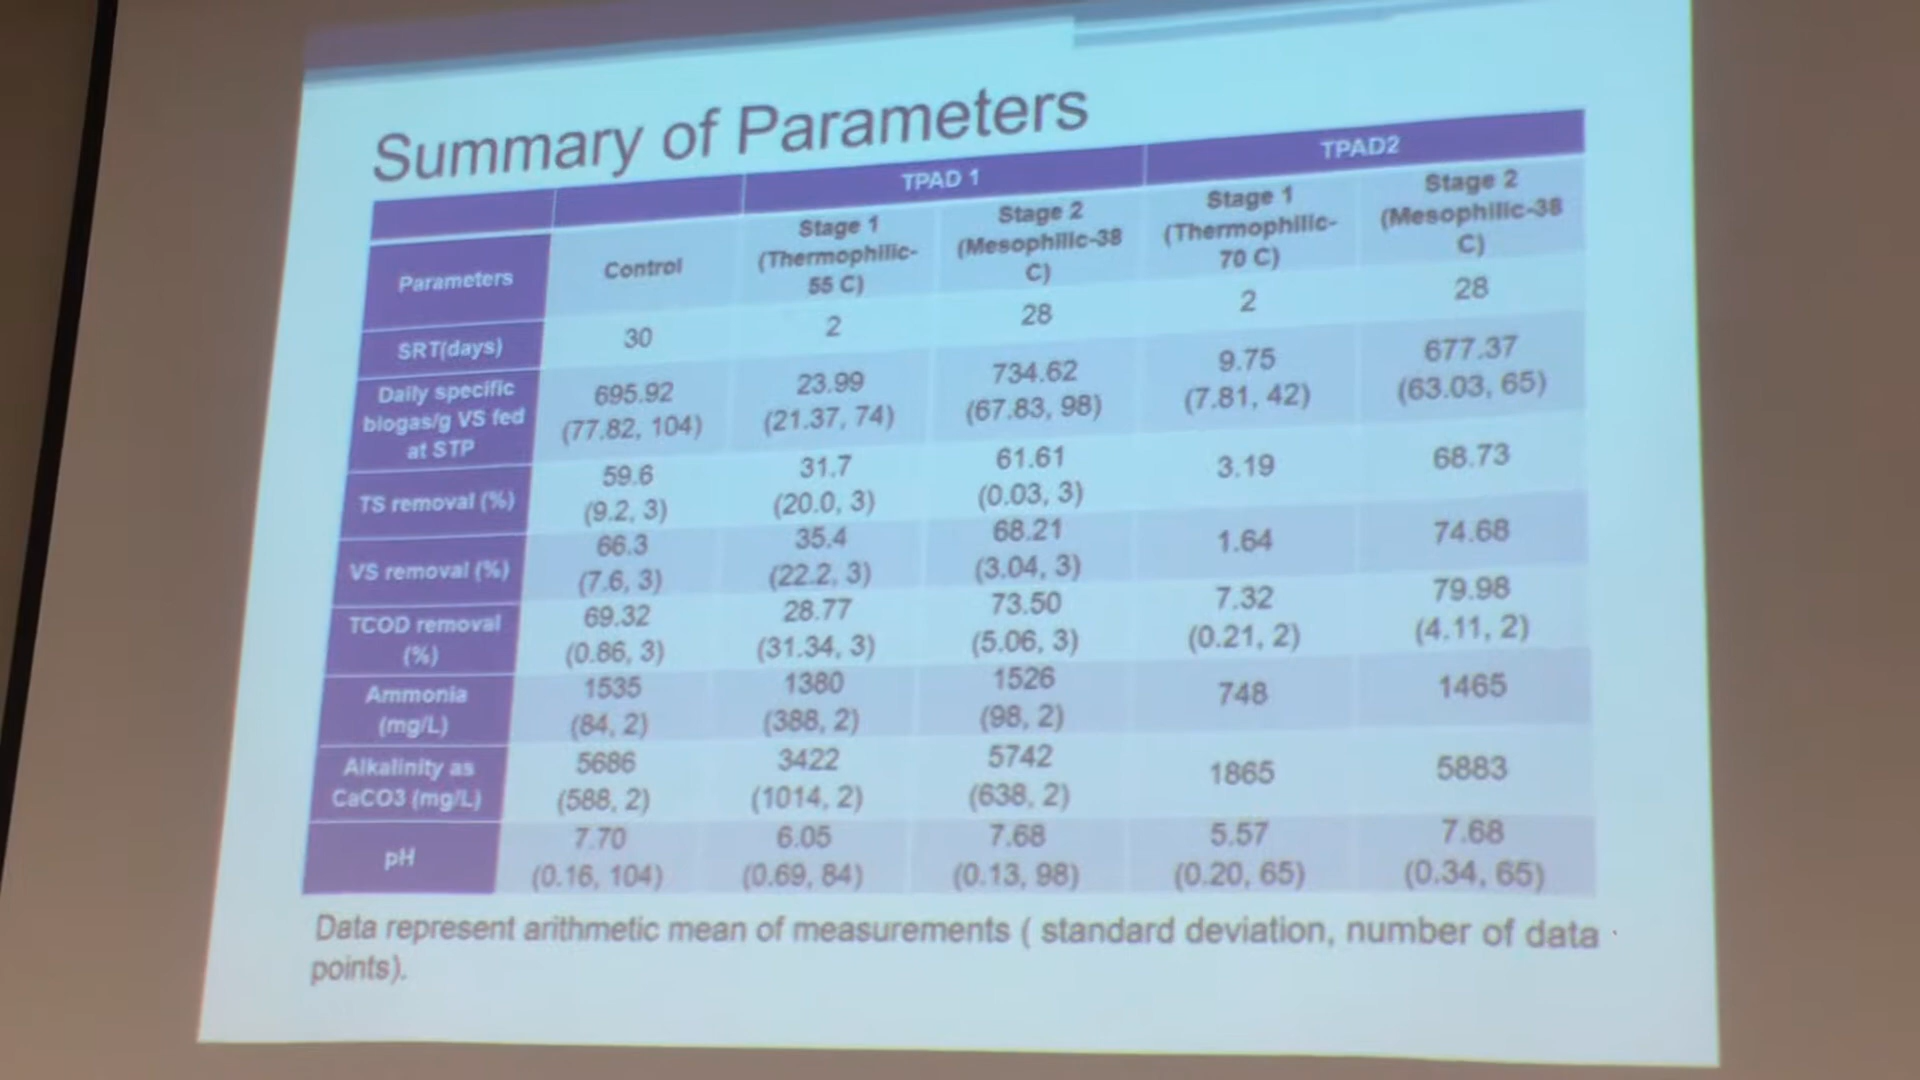 Summary of Parameters
TPAD 1 TPAD2
Parameters Control Stage 1 (Thermophilic-55 C) Stage 2 (Mesophilic-38 C) Stage 1 (Thermophilic-70 C) Stage 2 (Mesophilic-38 C)
SRT(days) 30 2 28 2 28
Daily specific biogas/g VS fed at STP 695.92 (77.82, 104) 23.99 (21.37, 74) 734.62 (67.83, 98) 9.75 (7.81, 42) 677.37 (63.03, 65)
TS removal (%) 59.6 (9.2, 3) 31.7 (20.0, 3) 61.61 (0.03, 3) 3.19 68.73
VS removal (%) 66.3 (7.6, 3) 35.4 (22.2, 3) 68.21 (3.04, 3) 1.64 74.68
TCOD removal (%) 69.32 (0.86, 3) 28.77 (31.34, 3) 73.50 (5.06, 3) 7.32 (0.21, 2) 79.98 (4.11, 2)
Ammonia (mg/L) 1535 (84, 2) 1380 (388, 2) 1526 (98, 2) 748 1465
Alkalinity as CaCO3 (mg/L) 5686 (588, 2) 3422 (1014, 2) 5742 (638, 2) 1865 5883
pH 7.70 (0.16, 104) 6.05 (0.69, 84) 7.68 (0.13, 98) 5.57 (0.20, 65) 7.68 (0.34, 65)
Data represent arithmetic mean of measurements ( standard deviation, number of data
points).